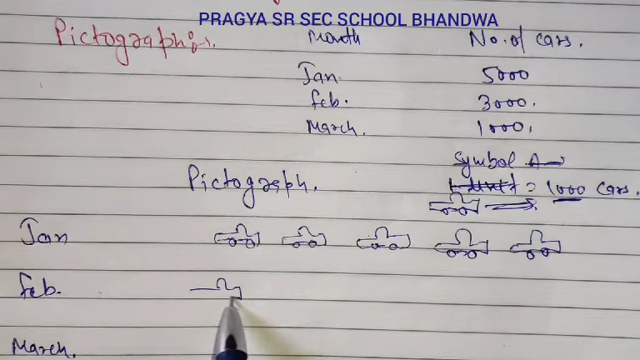 PRAGYA SR SEC SCHOOL BHANDWA
Pictograph:-
Month No. of cars.
Jan. 5000
Feb. 3000.
March. 1000.
Symbol
Pictograph. = 1000 cars.
Jan
Feb.
March.